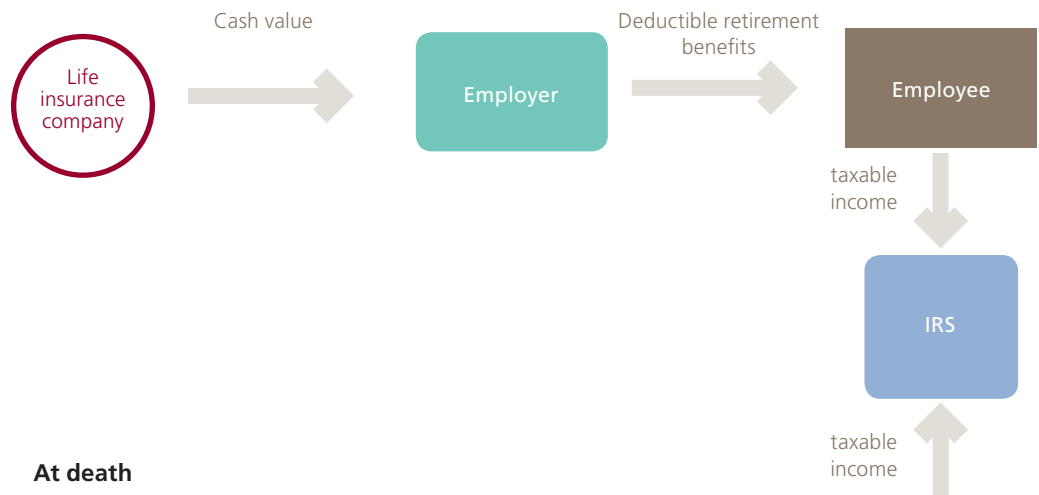 Cash value
Deductible retirement
benefits
Life
insurance
company
Employer
Employee
taxable
income
IRS
taxable
income
At death